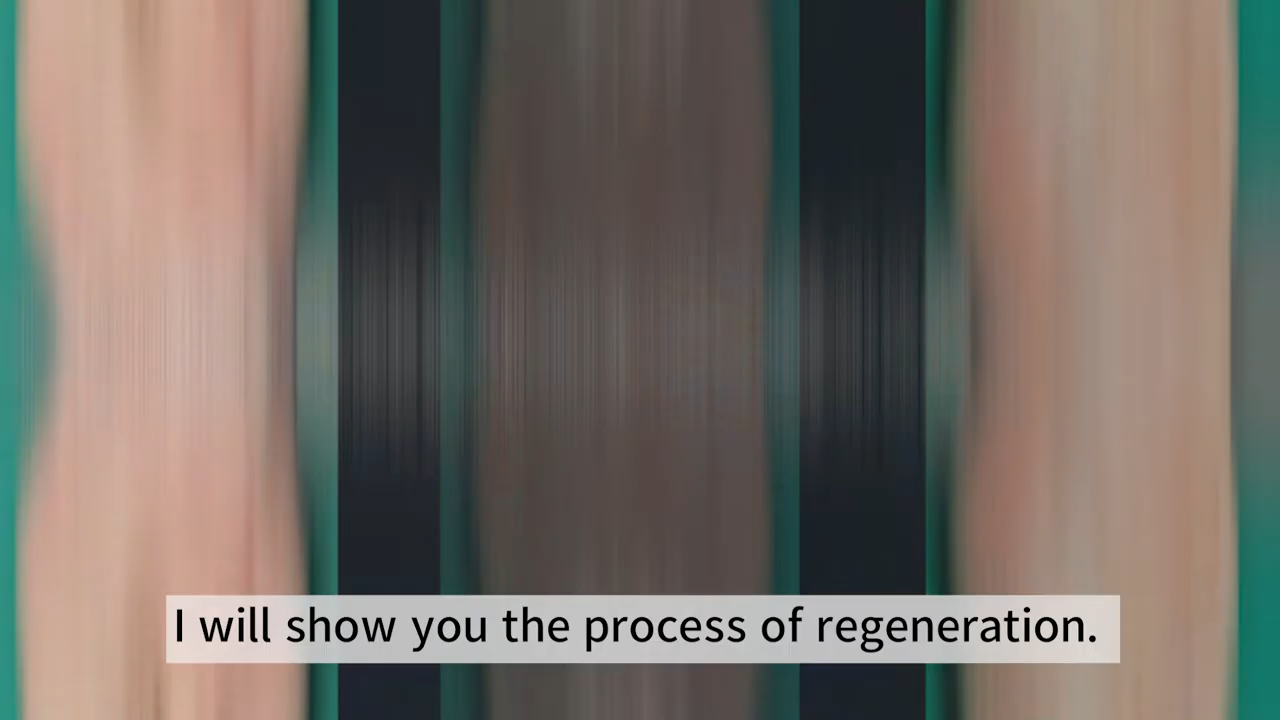 I will show you the process of regeneration.